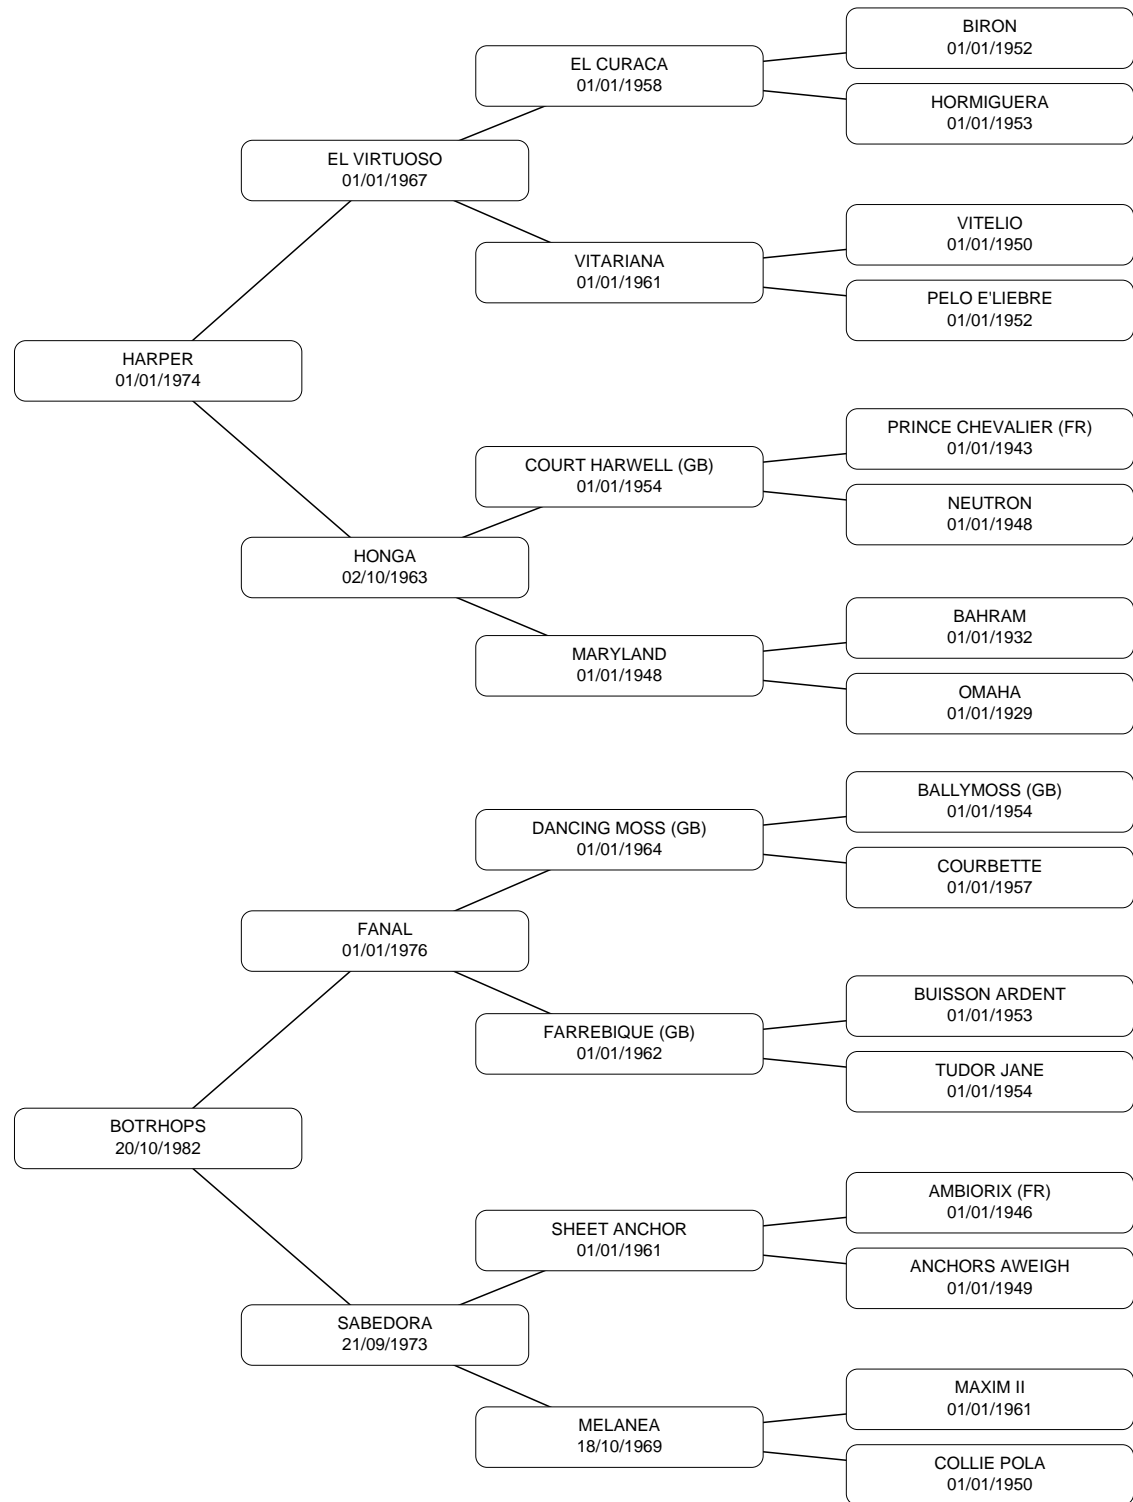 BIRON
01/01/1952
EL CURACA
01/01/1958
HORMIGUERA
01/01/1953
EL VIRTUOSO
01/01/1967
VITELIO
01/01/1950
VITARIANA
01/01/1961
PELO E'LIEBRE
01/01/1952
HARPER
01/01/1974
PRINCE CHEVALIER (FR)
01/01/1943
COURT HARWELL (GB)
01/01/1954
NEUTRON
01/01/1948
HONGA
02/10/1963
BAHRAM
01/01/1932
MARYLAND
01/01/1948
OMAHA
01/01/1929
BALLYMOSS (GB)
01/01/1954
DANCING MOSS (GB)
01/01/1964
COURBETTE
01/01/1957
FANAL
01/01/1976
BUISSON ARDENT
01/01/1953
FARREBIQUE (GB)
01/01/1962
TUDOR JANE
01/01/1954
BOTRHOPS
20/10/1982
AMBIORIX (FR)
01/01/1946
SHEET ANCHOR
01/01/1961
ANCHORS AWEIGH
01/01/1949
SABEDORA
21/09/1973
MAXIM II
01/01/1961
MELANEA
18/10/1969
COLLIE POLA
01/01/1950